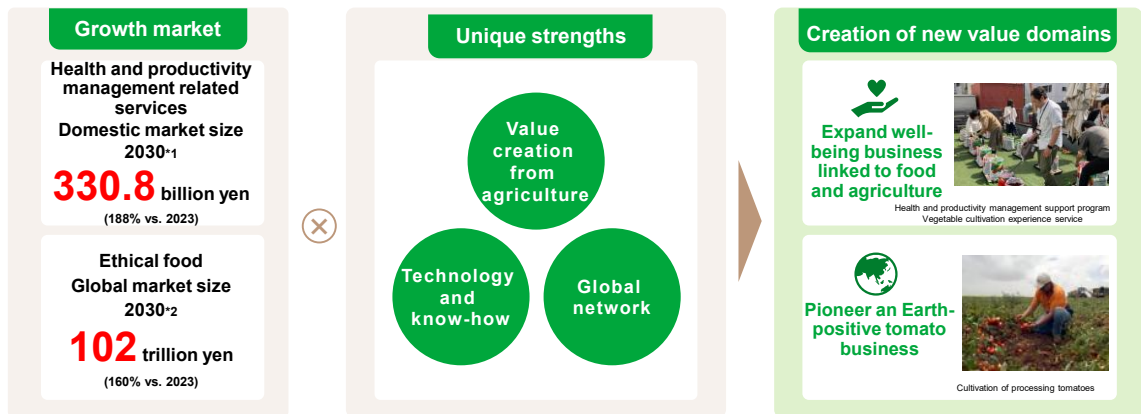 Growth market
Health and productivity
management related
services
Domestic market size
2030*1
330.8 billion yen
(188% vs. 2023)
Ethical food
Global market size
2030*2
102 trillion yen
(160% vs. 2023)
Unique strengths
Value
creation
from
agriculture
Technology
and
know-how
Global
network
Creation of new value domains
Expand well-
being business
linked to food
and agriculture
Health and productivity management support program
Vegetable cultivation experience service
Pioneer an Earth-
positive tomato
business
Cultivation of processing tomatoes